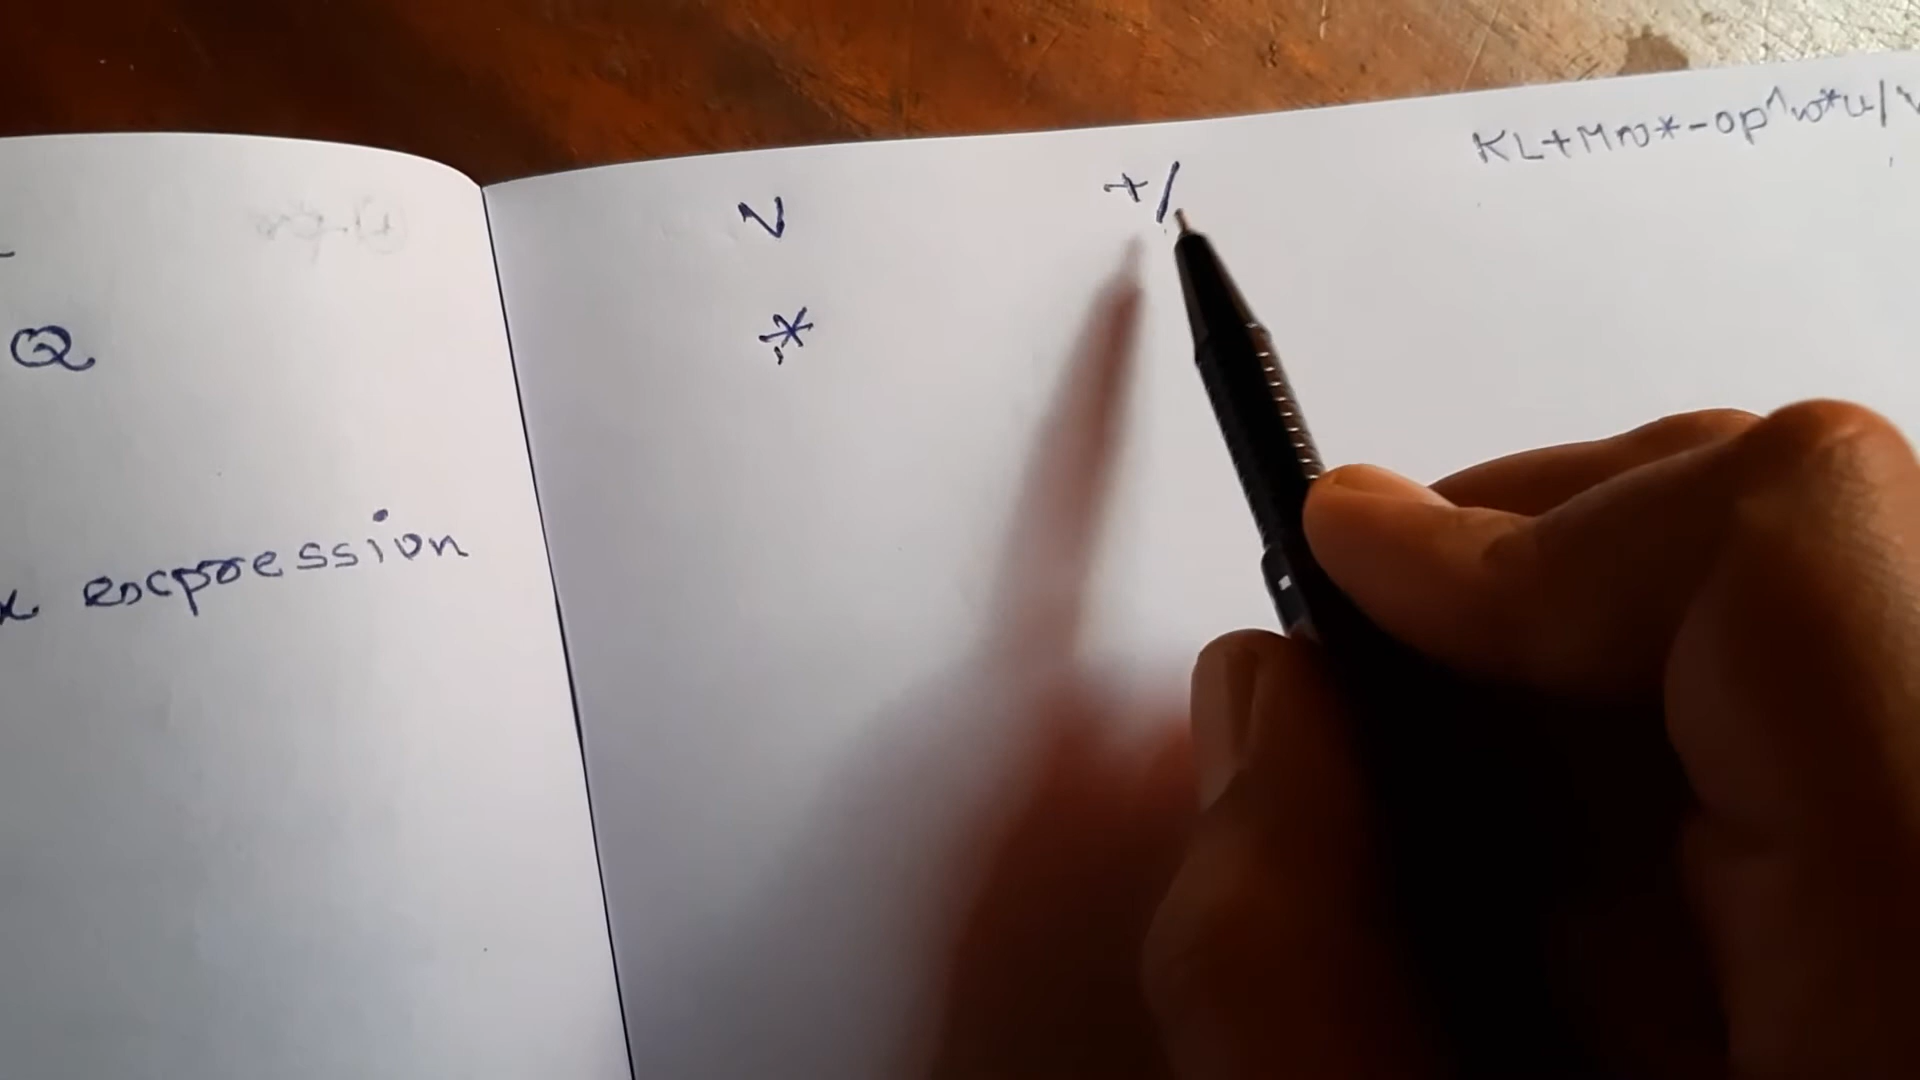 Q
expression
V
*
+/
KL+MN*-OP^W*U/V